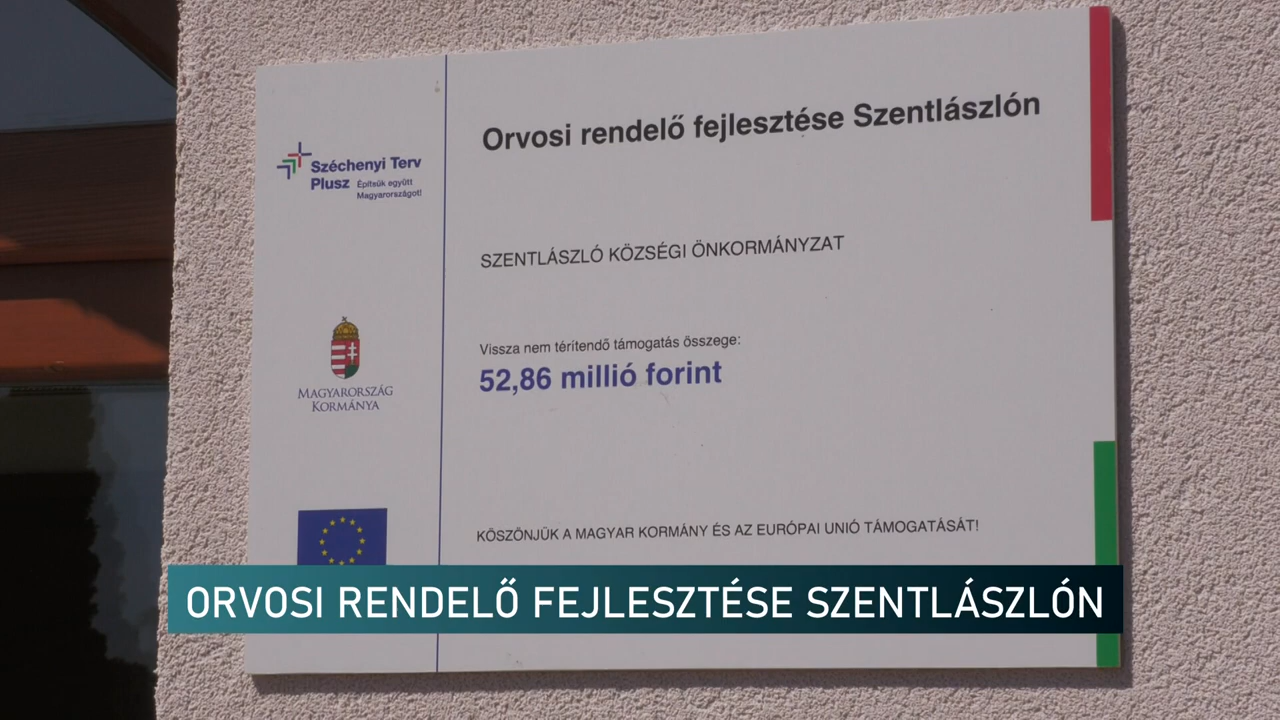 Orvosi rendelő fejlesztése Szentlászlón
Széchenyi Terv
Plusz Építsük együtt
Magyarországot!
SZENTLÁSZLÓ KÖZSÉGI ÖNKORMÁNYZAT
Vissza nem térítendő támogatás összege:
52,86 millió forint
MAGYARORSZÁG
KORMÁNYA
KÖSZÖNJÜK A MAGYAR KORMÁNY ÉS AZ EURÓPAI UNIÓ TÁMOGATÁSÁT!
ORVOSI RENDELŐ FEJLESZTÉSE SZENTLÁSZLÓN